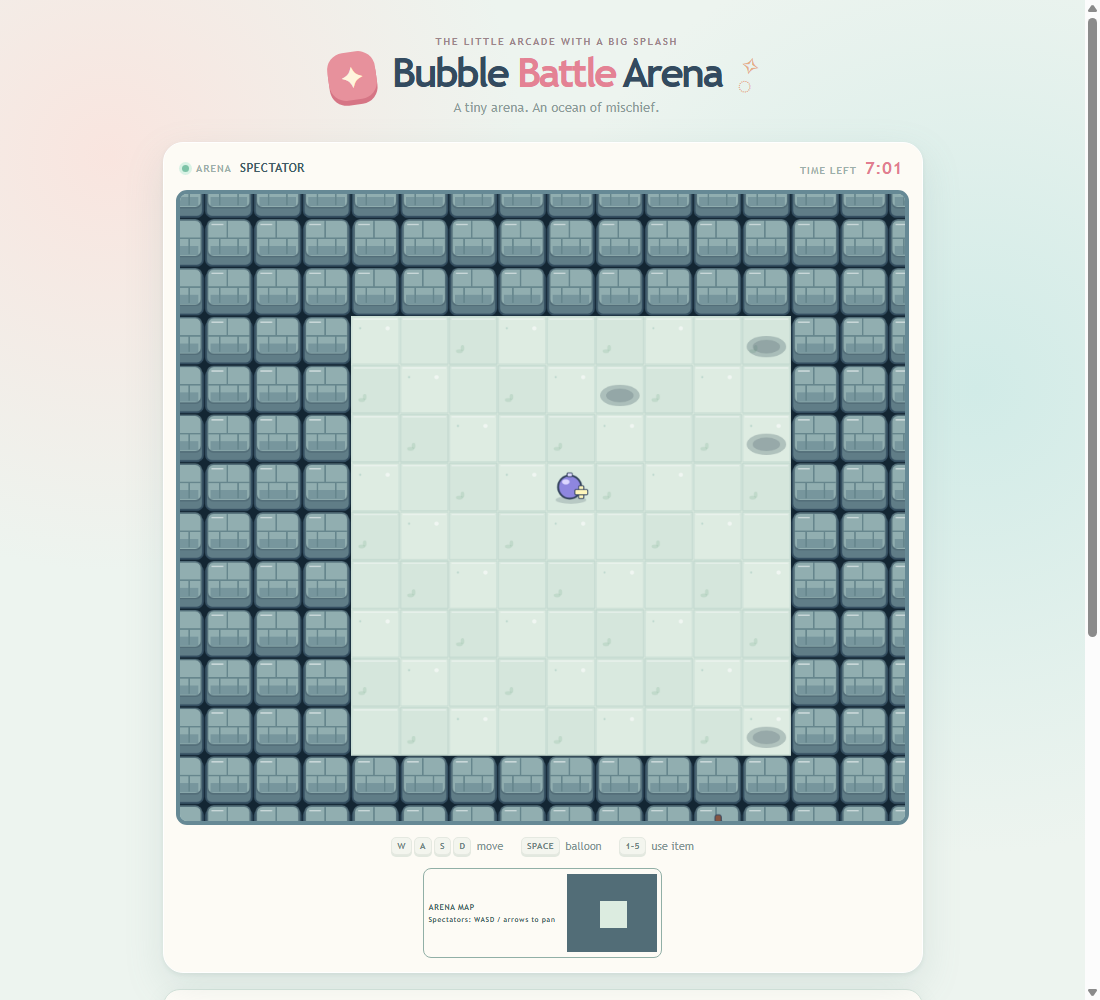 THE LITTLE ARCADE WITH A BIG SPLASH
Bubble Battle Arena
A tiny arena. An ocean of mischief.
ARENA SPECTATOR
TIME LEFT 7:01
W A S D move SPACE balloon 1-5 use item
ARENA MAP
Spectators: WASD / arrows to pan